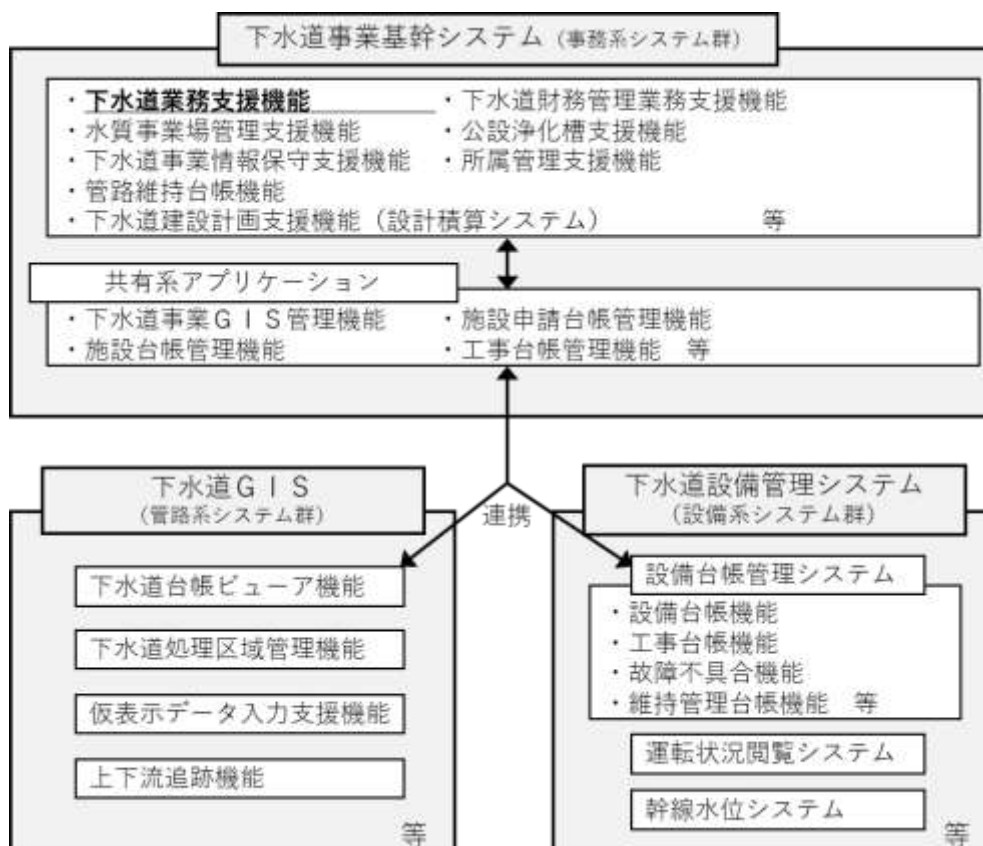 下水道事業基幹システム（事務系システム群）
・下水道業務支援機能　・下水道財務管理業務支援機能
・水質事業場管理支援機能　・公設浄化槽支援機能
・下水道事業情報保守支援機能　・所属管理支援機能
・管路維持台帳機能
・下水道建設計画支援機能（設計積算システム）　等
共有系アプリケーション
・下水道事業ＧＩＳ管理機能　・施設申請台帳管理機能
・施設台帳管理機能　・工事台帳管理機能　等
連携
下水道ＧＩＳ
（管路系システム群）
下水道台帳ビューア機能
下水道処理区域管理機能
仮表示データ入力支援機能
上下流追跡機能
等
下水道設備管理システム
（設備系システム群）
設備台帳管理システム
・設備台帳機能
・工事台帳機能
・故障不具合機能
・維持管理台帳機能　等
運転状況閲覧システム
幹線水位システム
等